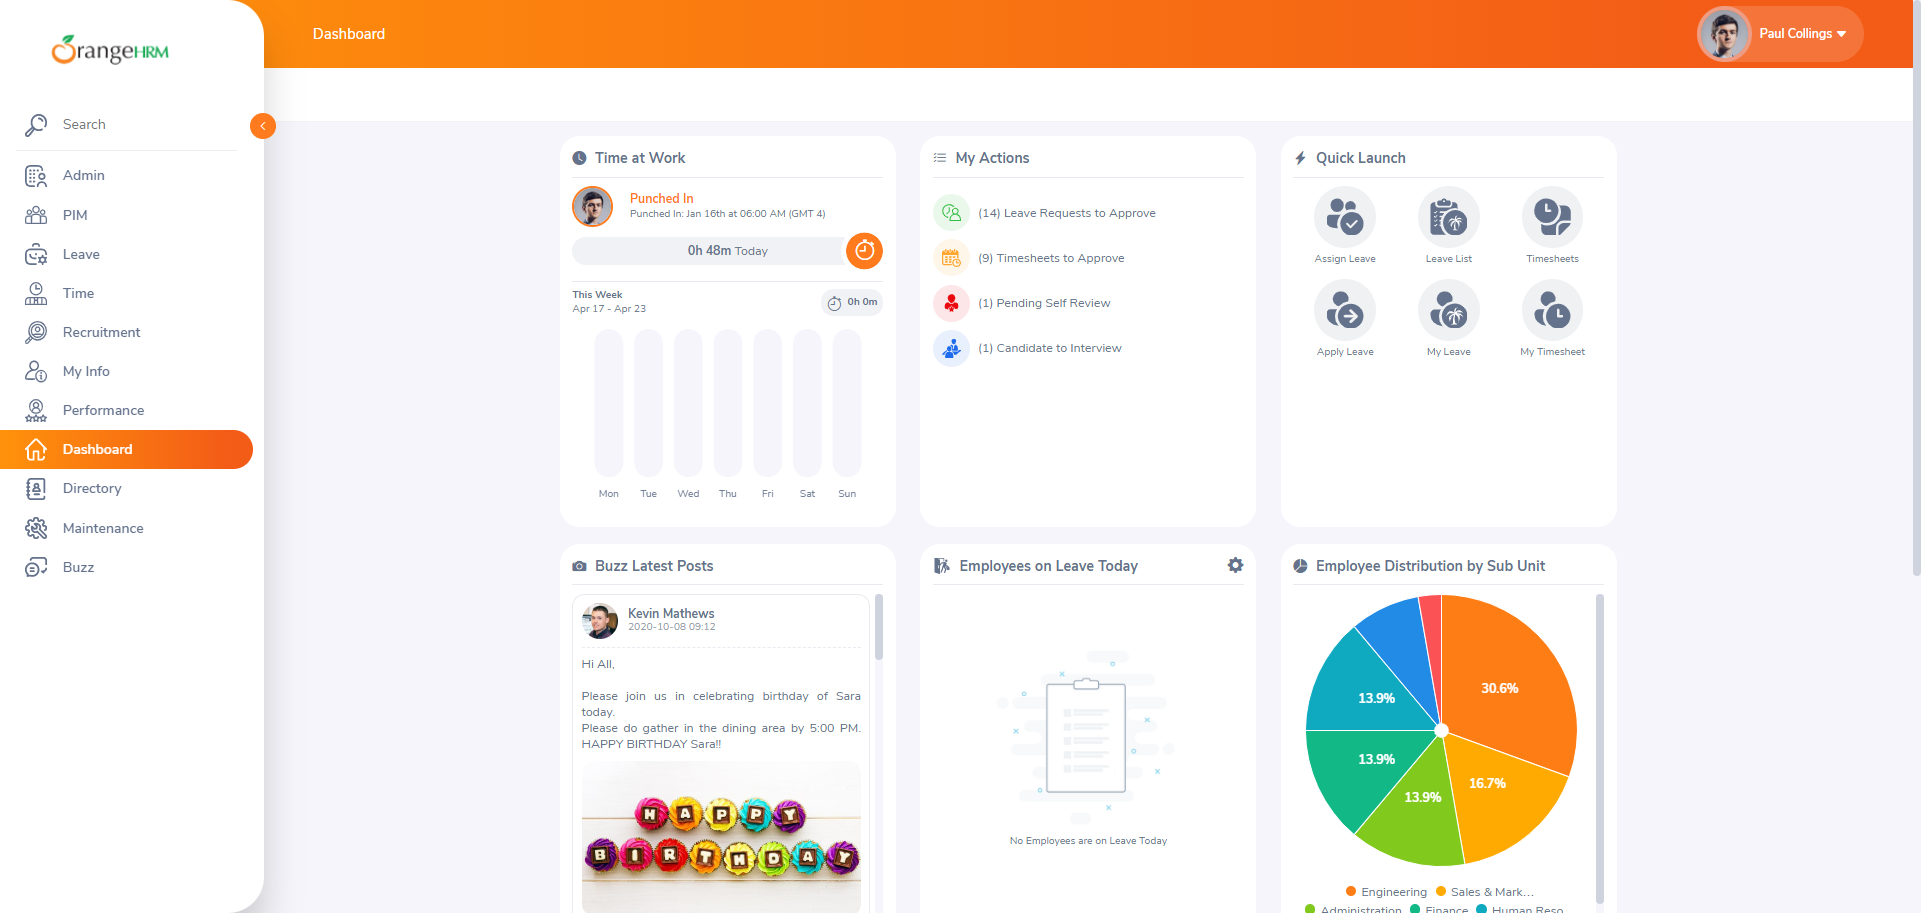 OrangeHRM
Dashboard
Paul Collings
Search
Admin
PIM
Leave
Time
Recruitment
My Info
Performance
Dashboard
Directory
Maintenance
Buzz
Time at Work
Punched In
Punched In: Jan 16th at 06:00 AM (GMT 4)
0h 48m Today
This Week
Apr 17 - Apr 23
0h 0m
Mon Tue Wed Thu Fri Sat Sun
My Actions
(14) Leave Requests to Approve
(9) Timesheets to Approve
(1) Pending Self Review
(1) Candidate to Interview
Quick Launch
Assign Leave Leave List Timesheets
Apply Leave My Leave My Timesheet
Buzz Latest Posts
Kevin Mathews
2020-10-08 09:12
Hi All,
Please join us in celebrating birthday of Sara
today.
Please do gather in the dining area by 5:00 PM.
HAPPY BIRTHDAY Sara!!
HAPPY
BIRTHDAY
Employees on Leave Today
No Employees are on Leave Today
Employee Distribution by Sub Unit
30.6%
13.9%
13.9%
16.7%
13.9%
Engineering Sales & Mark...
Administration Finance Human Reso...